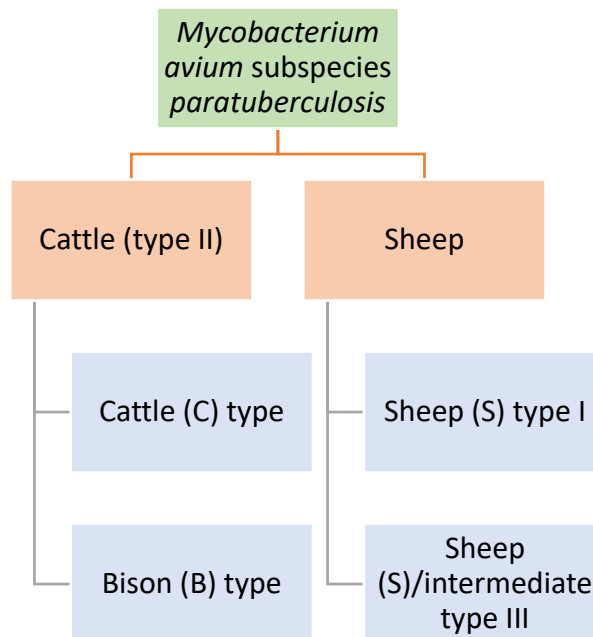 Mycobacterium
avium subspecies
paratuberculosis
Cattle (type II)
Sheep
Cattle (C) type
Sheep (S) type I
Bison (B) type
Sheep
(S)/intermediate
type III